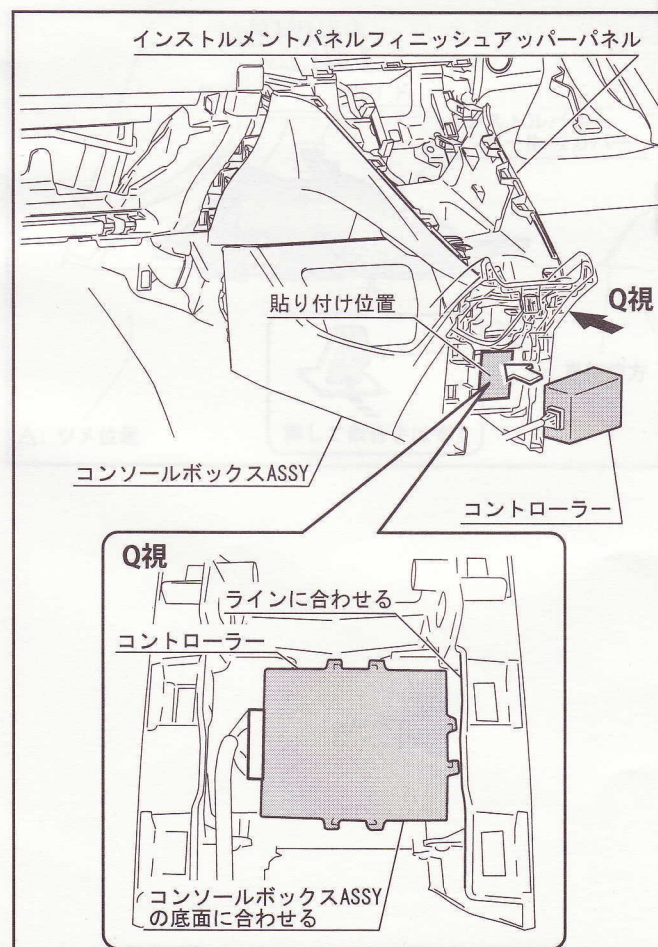 インストルメントパネルフィニッシュアッパーパネル
貼り付け位置
Q視
コンソールボックスASSY
コントローラー
Q視
ラインに合わせる
コントローラー
コンソールボックスASSY
の底面に合わせる